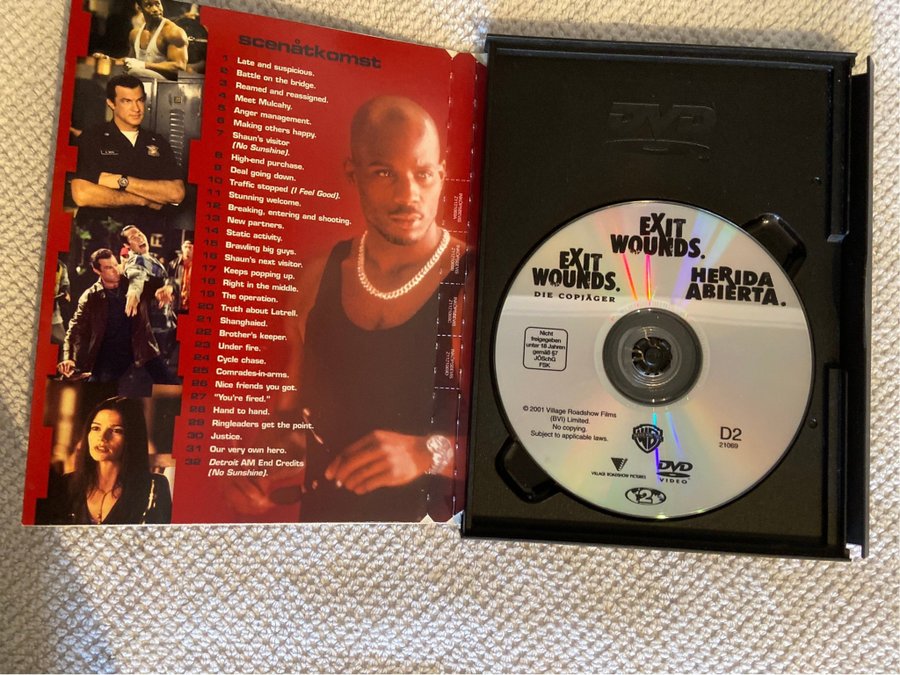 scenåtkomst
1 Late and suspicious.
2 Battle on the bridge.
3 Reamed and reassigned.
4 Meet Mulcahy.
5 Anger management.
6 Making others happy.
7 Shaun's visitor
(No Sunshine).
8 High-end purchase.
9 Deal going down.
10 Traffic stopped (I Feel Good).
11 Stunning welcome.
12 Breaking, entering and shooting.
13 New partners.
14 Static activity.
15 Brawling big guys.
16 Shaun's next visitor.
17 Keeps popping up.
18 Right in the middle.
19 The operation.
20 Truth about Latrell.
21 Shanghaied.
22 Brother's keeper.
23 Under fire.
24 Cycle chase.
25 Comrades-in-arms.
26 Nice friends you got.
27 "You're fired."
28 Hand to hand.
29 Ringleaders get the point.
30 Justice.
31 Our very own hero.
32 Detroit AM End Credits
(No Sunshine).
DVD
EXIT
WOUNDS.
EXIT
WOUNDS.
DIE COPJÄGER
HERIDA
ABIERTA.
Nicht
freigegeben
unter 18 Jahren
gemäß §7
JÖSchG
FSK
© 2001 Village Roadshow Films
(BVI) Limited.
No copying.
Subject to applicable laws.
D2
21069
VILLAGE ROADSHOW PICTURES
DVD
VIDEO
2